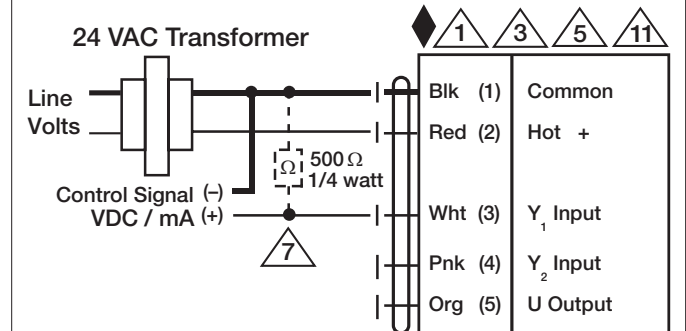 24 VAC Transformer
1 3 5 11
Line
Volts
Blk (1) Common
Red (2) Hot +
Ω 500 Ω
1/4 watt
Control Signal (–)
VDC / mA (+)
Wht (3) Y1 Input
7
Pnk (4) Y2 Input
Org (5) U Output